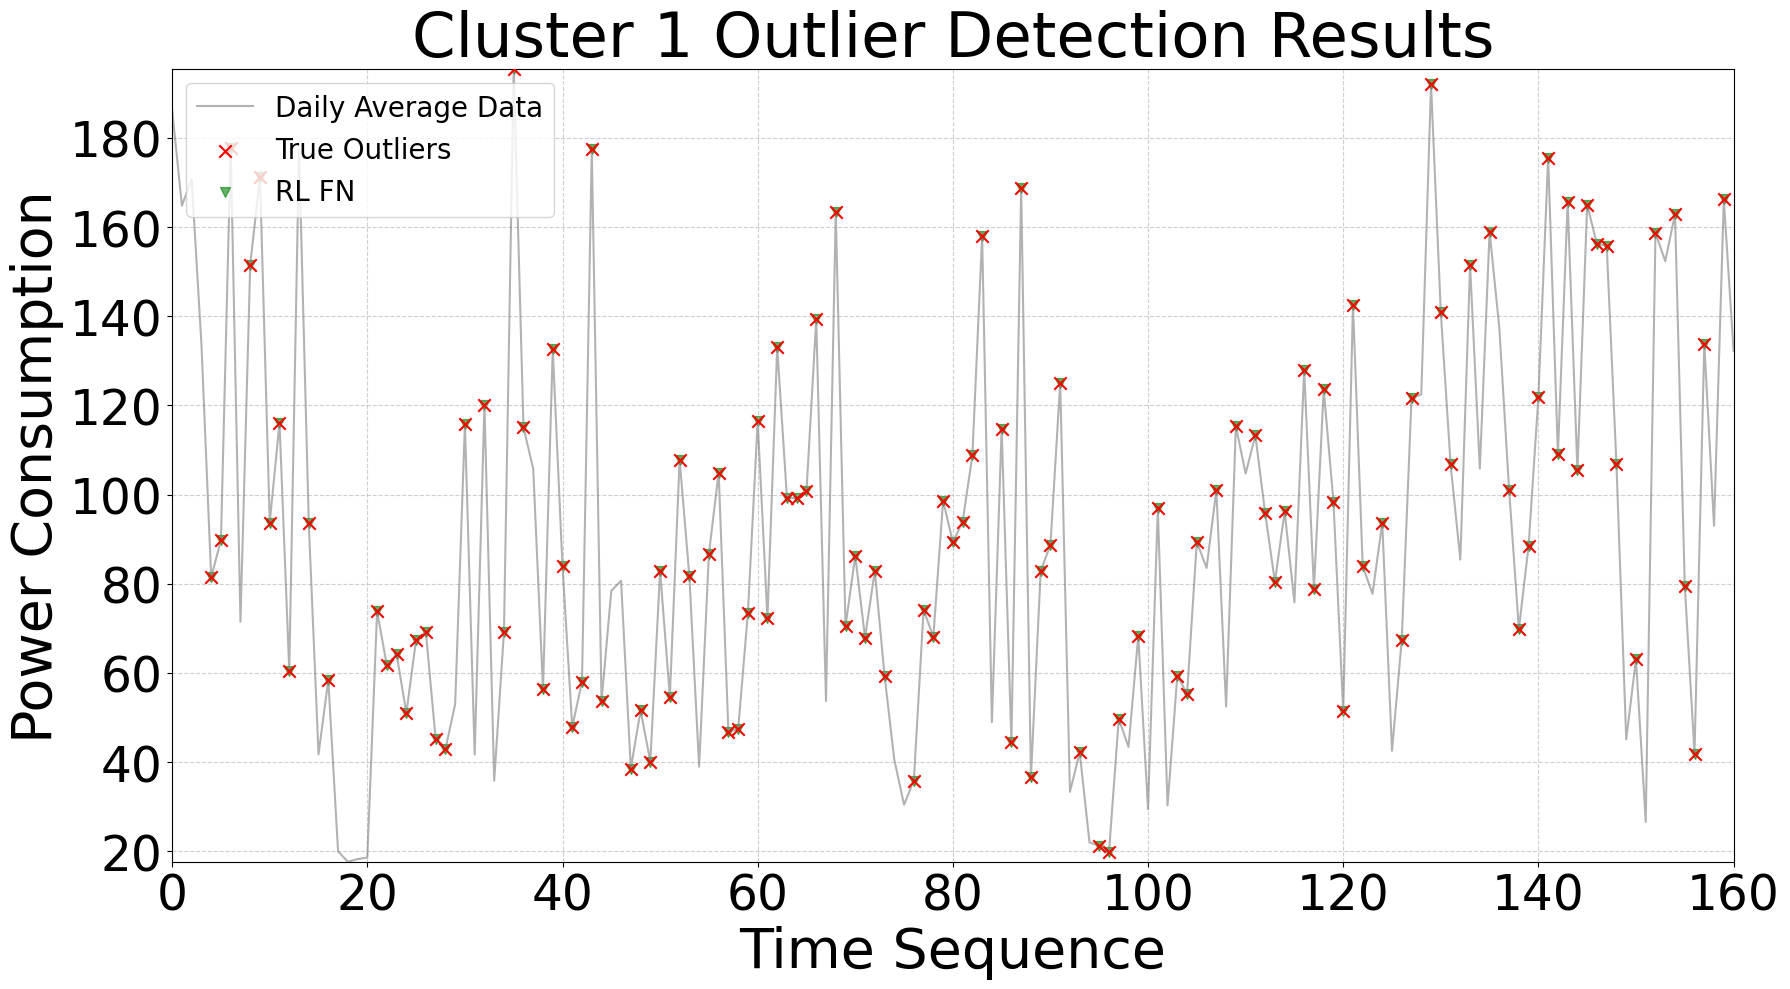 Cluster 1 Outlier Detection Results
Daily Average Data
True Outliers
RL FN
Power Consumption
180
160
140
120
100
80
60
40
20
0 20 40 60 80 100 120 140 160
Time Sequence